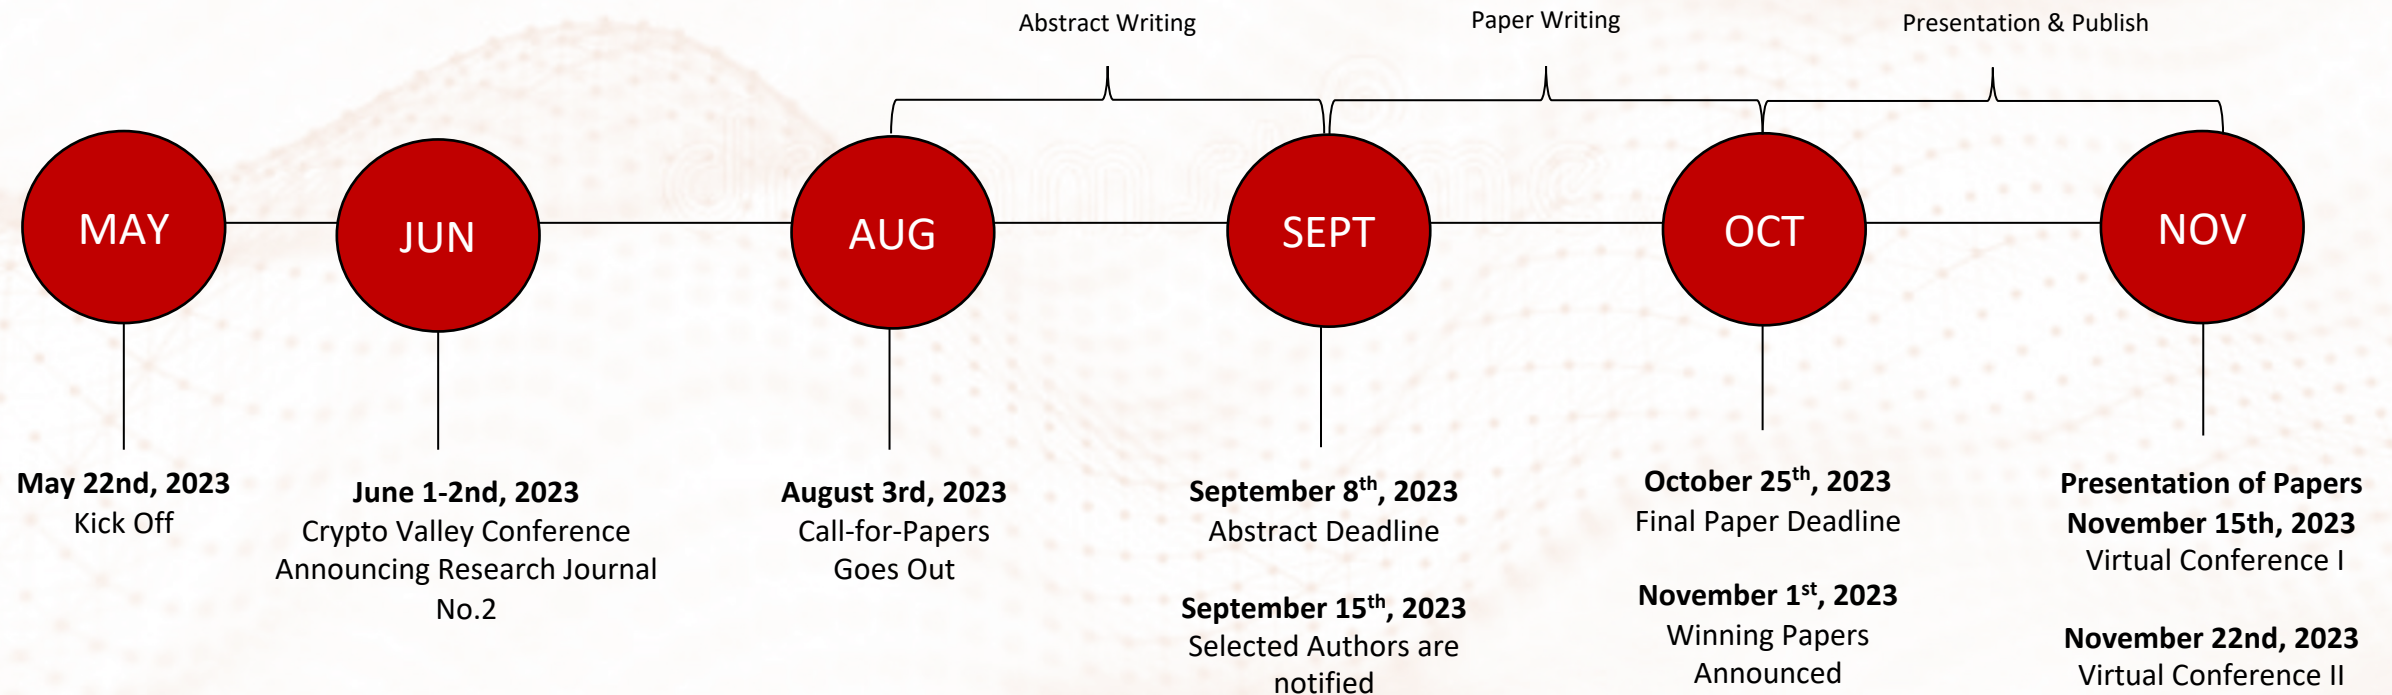 Abstract Writing
Paper Writing
Presentation & Publish
MAY
JUN
AUG
SEPT
OCT
NOV
May 22nd, 2023
Kick Off
June 1-2nd, 2023
Crypto Valley Conference
Announcing Research Journal
No.2
August 3rd, 2023
Call-for-Papers
Goes Out
September 8th, 2023
Abstract Deadline
September 15th, 2023
Selected Authors are
notified
October 25th, 2023
Final Paper Deadline
November 1st, 2023
Winning Papers
Announced
Presentation of Papers
November 15th, 2023
Virtual Conference I
November 22nd, 2023
Virtual Conference II